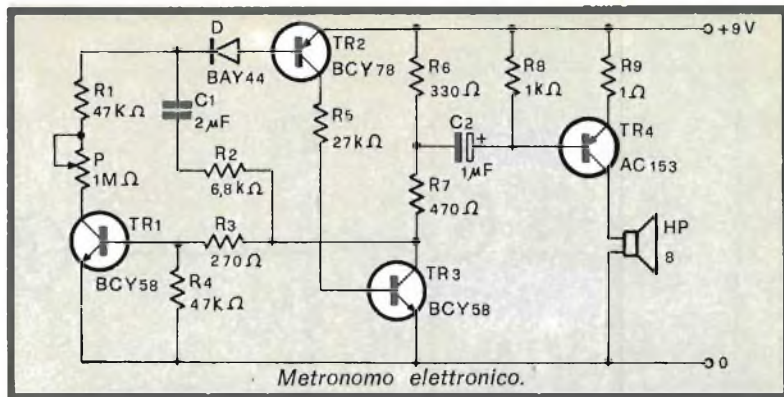 D
BAY44
TR2
BCY78
+9V
R1
47KΩ
C1
2μF
R5
27KΩ
R6
330Ω
R8
1KΩ
R9
1Ω
C2
+
1μF
TR4
AC153
P
1MΩ
R2
6,8KΩ
R7
470Ω
HP
8
TR1
BCY58
R3
270Ω
R4
47KΩ
TR3
BCY58
0
Metronomo elettronico.